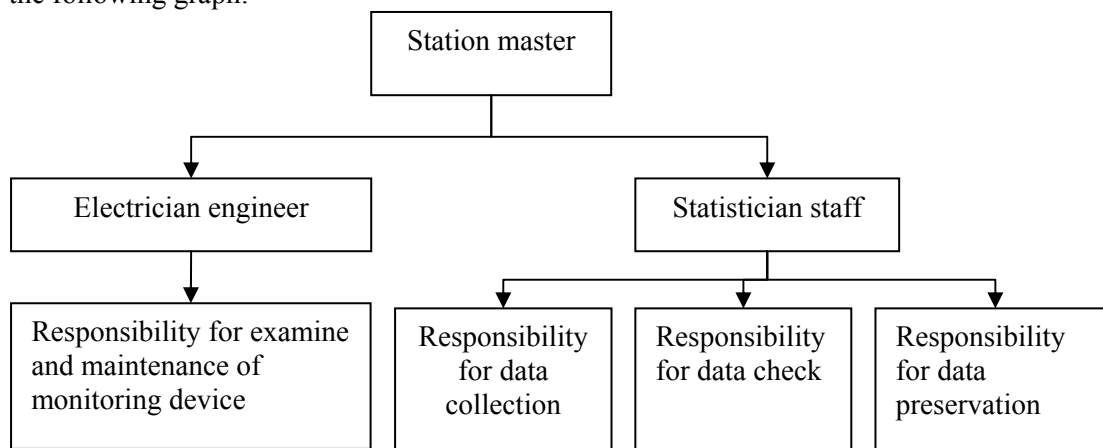 the following graph.
Station master
Electrician engineer
Statistician staff
Responsibility for examine
and maintenance of
monitoring device
Responsibility
for data
collection
Responsibility
for data check
Responsibility
for data
preservation